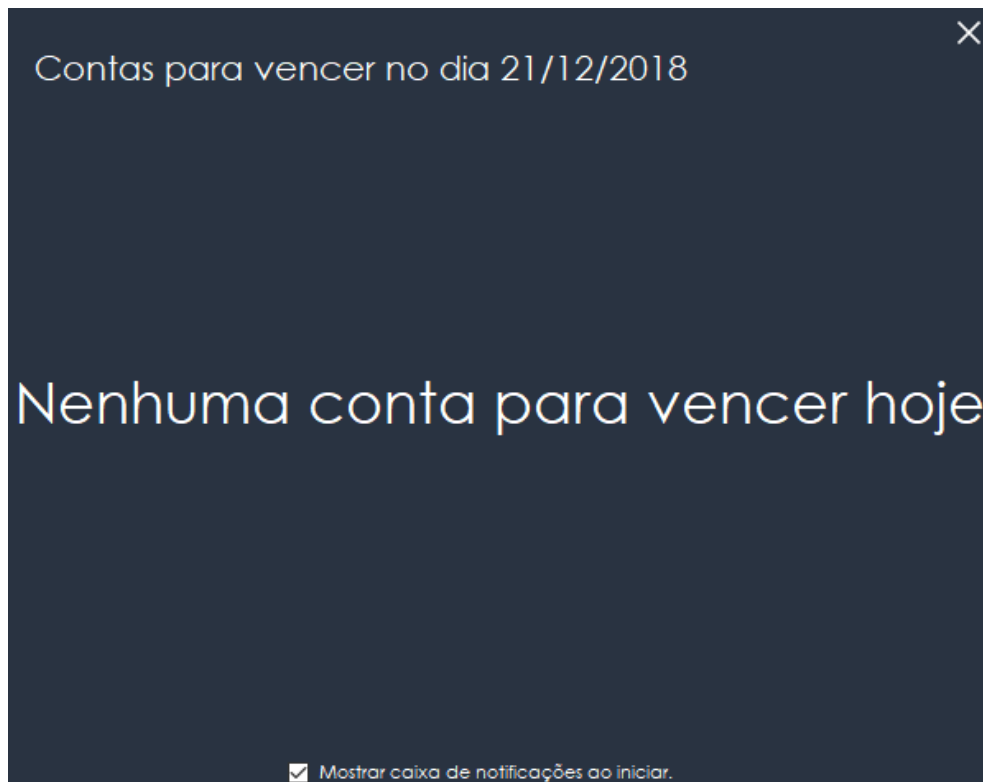 Contas para vencer no dia 21/12/2018
Nenhuma conta para vencer hoje
Mostrar caixa de notificações ao iniciar.